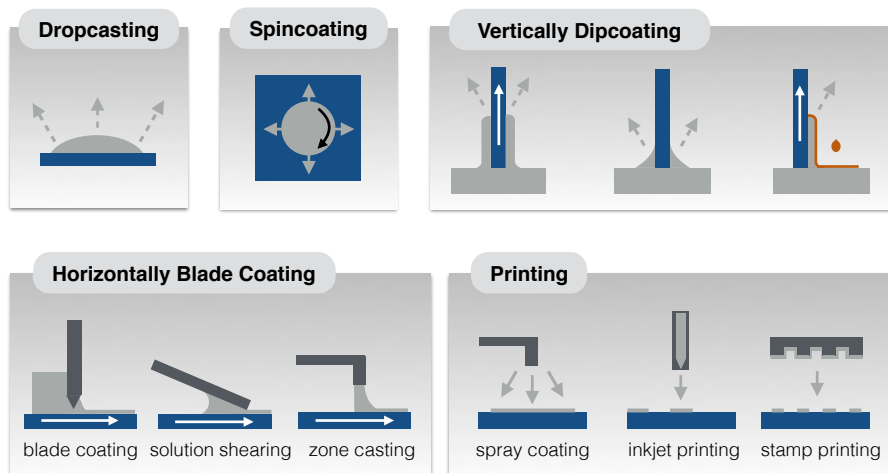 Dropcasting
Spincoating
Vertically Dipcoating
Horizontally Blade Coating
blade coating
solution shearing
zone casting
Printing
spray coating
inkjet printing
stamp printing